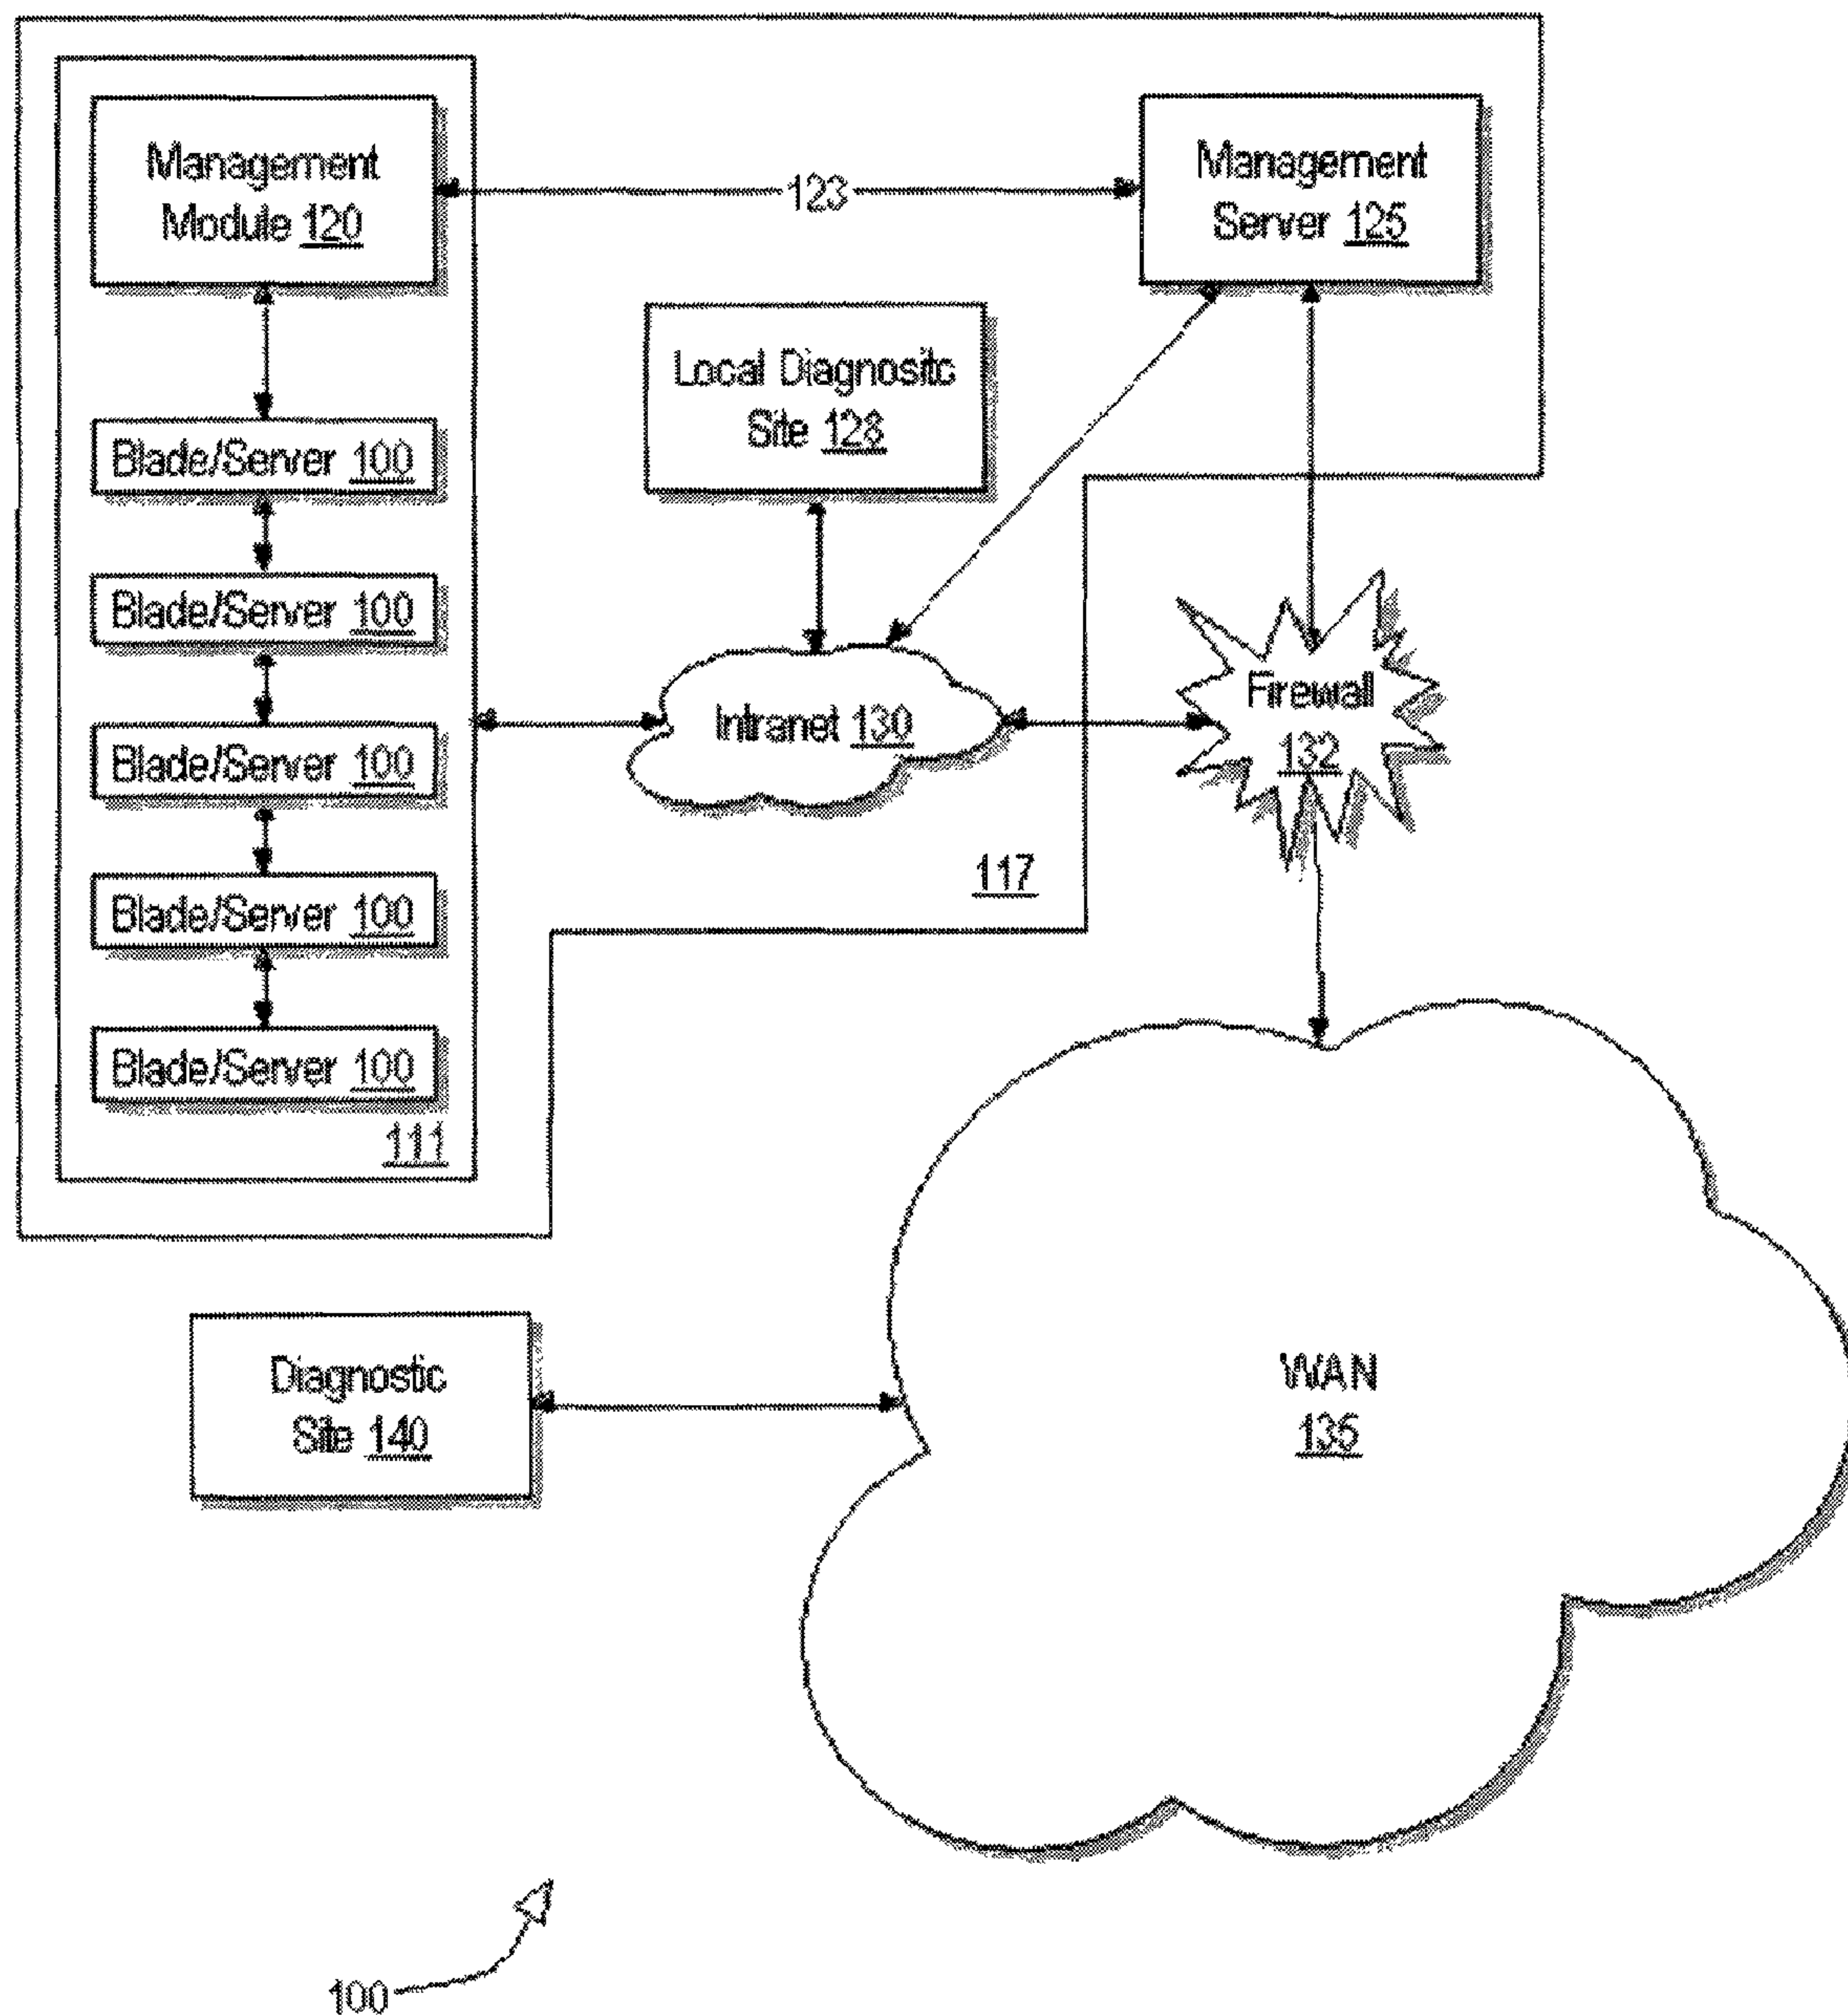 Management
Module 120
123
Management
Server 125
Local Diagnositc
Site 128
Blade/Server 100
Blade/Server 100
Blade/Server 100
Blade/Server 100
Blade/Server 100
111
Intranet 130
117
Firewall
132
Diagnostic
Site 140
WAN
135
100